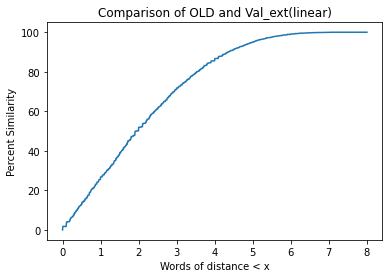 Comparison of OLD and Val_ext(linear)
100
80
60
40
20
0
Percent Similarity
0 1 2 3 4 5 6 7 8
Words of distance < x